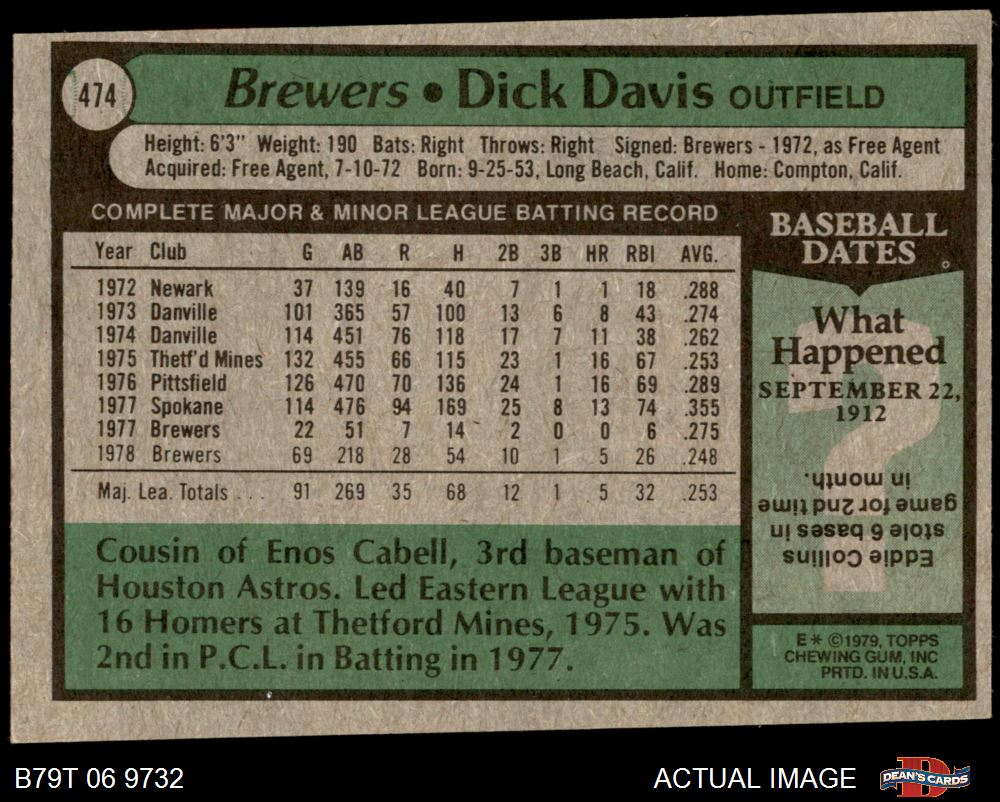 474
Brewers • Dick Davis OUTFIELD
Height: 6'3" Weight: 190 Bats: Right Throws: Right Signed: Brewers - 1972, as Free Agent
Acquired: Free Agent, 7-10-72 Born: 9-25-53, Long Beach, Calif. Home: Compton, Calif.
COMPLETE MAJOR & MINOR LEAGUE BATTING RECORD
Year Club G AB R H 2B 3B HR RBI AVG.
1972 Newark 37 139 16 40 7 1 1 18 .288
1973 Danville 101 365 57 100 13 6 8 43 .274
1974 Danville 114 451 76 118 17 7 11 38 .262
1975 Thetf'd Mines 132 455 66 115 23 1 16 67 .253
1976 Pittsfield 126 470 70 136 24 1 16 69 .289
1977 Spokane 114 476 94 169 25 8 13 74 .355
1977 Brewers 22 51 7 14 2 0 0 6 .275
1978 Brewers 69 218 28 54 10 1 5 26 .248
Maj. Lea. Totals . . . 91 269 35 68 12 1 5 32 .253
Cousin of Enos Cabell, 3rd baseman of
Houston Astros. Led Eastern League with
16 Homers at Thetford Mines, 1975. Was
2nd in P.C.L. in Batting in 1977.
BASEBALL
DATES
What
Happened
SEPTEMBER 22,
1912
?
Eddie Collins
stole 6 bases in
game for 2nd time
in month.
E * © 1979, TOPPS
CHEWING GUM, INC
PRTD. IN U.S.A.
B79T 06 9732
ACTUAL IMAGE
D
DEAN'S CARDS